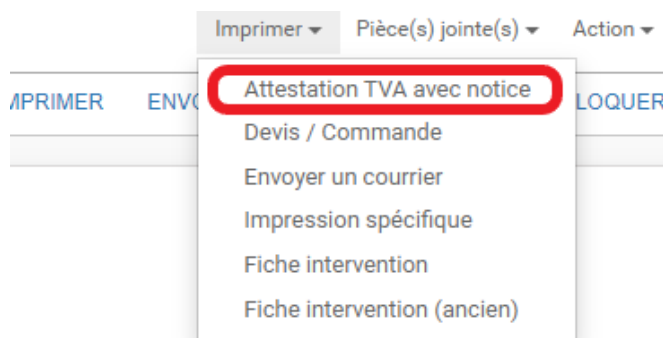 Imprimer Pièce(s) jointe(s) Action
Attestation TVA avec notice
Devis / Commande
Envoyer un courrier
Impression spécifique
Fiche intervention
Fiche intervention (ancien)